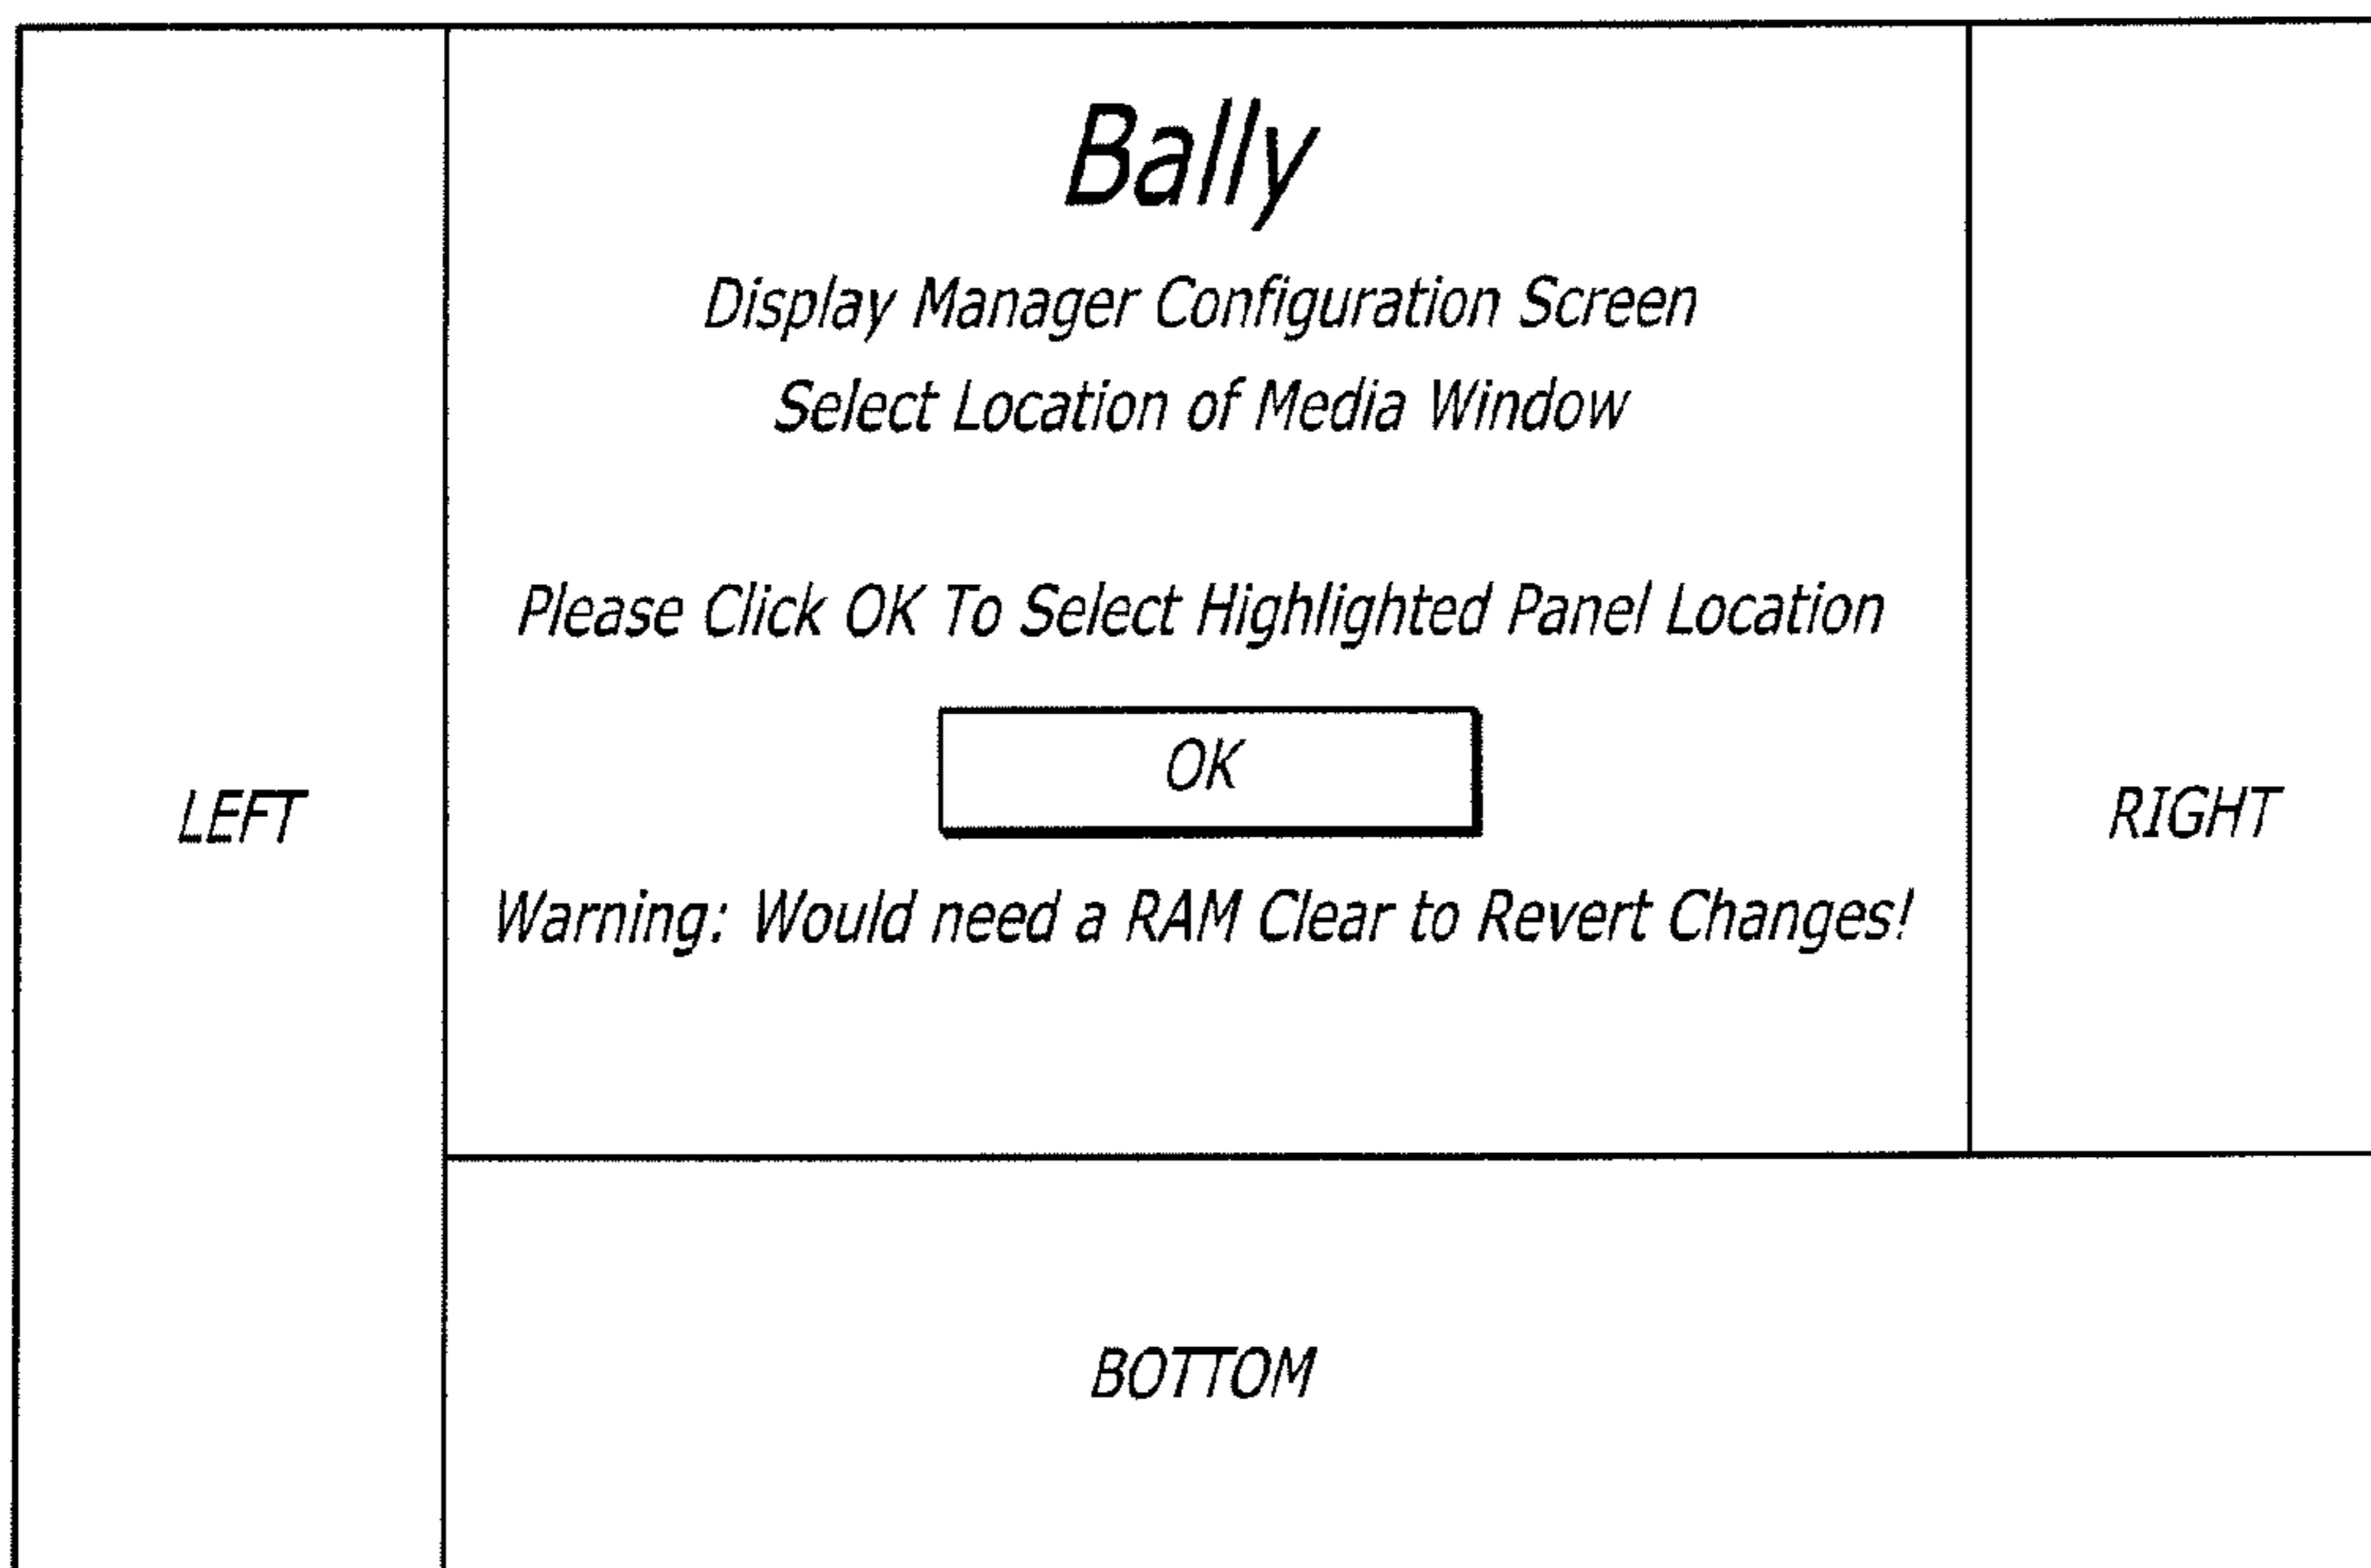 Bally
Display Manager Configuration Screen
Select Location of Media Window
Please Click OK To Select Highlighted Panel Location
OK
LEFT
RIGHT
Warning: Would need a RAM Clear to Revert Changes!
BOTTOM